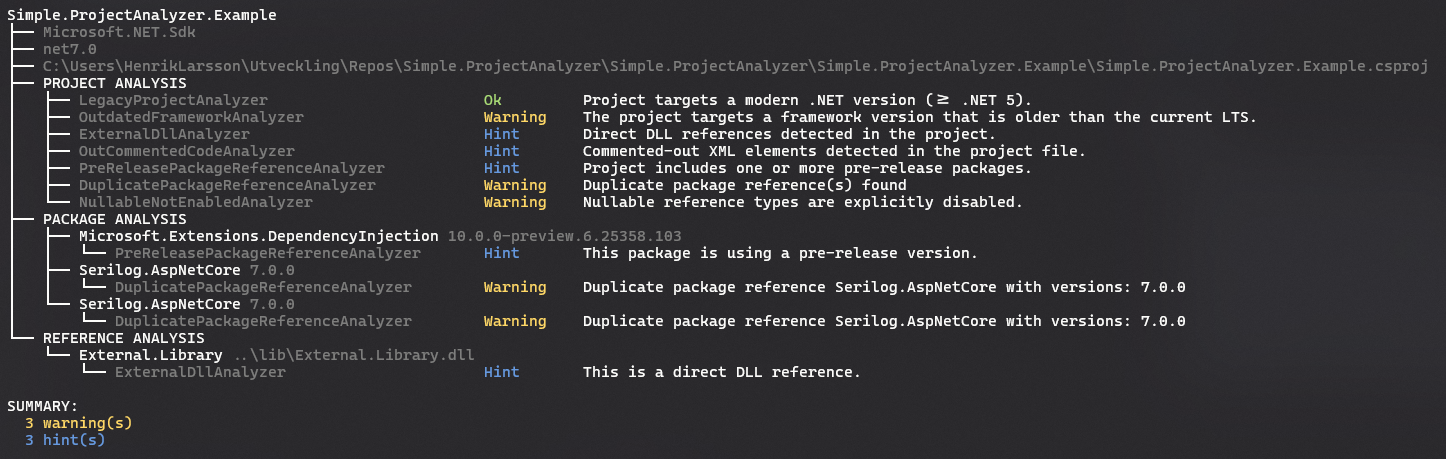 Simple.ProjectAnalyzer.Example
Microsoft.NET.Sdk
net7.0
C:\Users\HenrikLarsson\Utveckling\Repos\Simple.ProjectAnalyzer\Simple.ProjectAnalyzer\Simple.ProjectAnalyzer.Example\Simple.ProjectAnalyzer.Example.csproj
PROJECT ANALYSIS
LegacyProjectAnalyzer Ok Project targets a modern .NET version (≥ .NET 5).
OutdatedFrameworkAnalyzer Warning The project targets a framework version that is older than the current LTS.
ExternalDllAnalyzer Hint Direct DLL references detected in the project.
OutCommentedCodeAnalyzer Hint Commented-out XML elements detected in the project file.
PreReleasePackageReferenceAnalyzer Hint Project includes one or more pre-release packages.
DuplicatePackageReferenceAnalyzer Warning Duplicate package reference(s) found
NullableNotEnabledAnalyzer Warning Nullable reference types are explicitly disabled.
PACKAGE ANALYSIS
Microsoft.Extensions.DependencyInjection 10.0.0-preview.6.25358.103
PreReleasePackageReferenceAnalyzer Hint This package is using a pre-release version.
Serilog.AspNetCore 7.0.0
DuplicatePackageReferenceAnalyzer Warning Duplicate package reference Serilog.AspNetCore with versions: 7.0.0
Serilog.AspNetCore 7.0.0
DuplicatePackageReferenceAnalyzer Warning Duplicate package reference Serilog.AspNetCore with versions: 7.0.0
REFERENCE ANALYSIS
External.Library ..\lib\External.Library.dll
ExternalDllAnalyzer Hint This is a direct DLL reference.
SUMMARY:
3 warning(s)
3 hint(s)